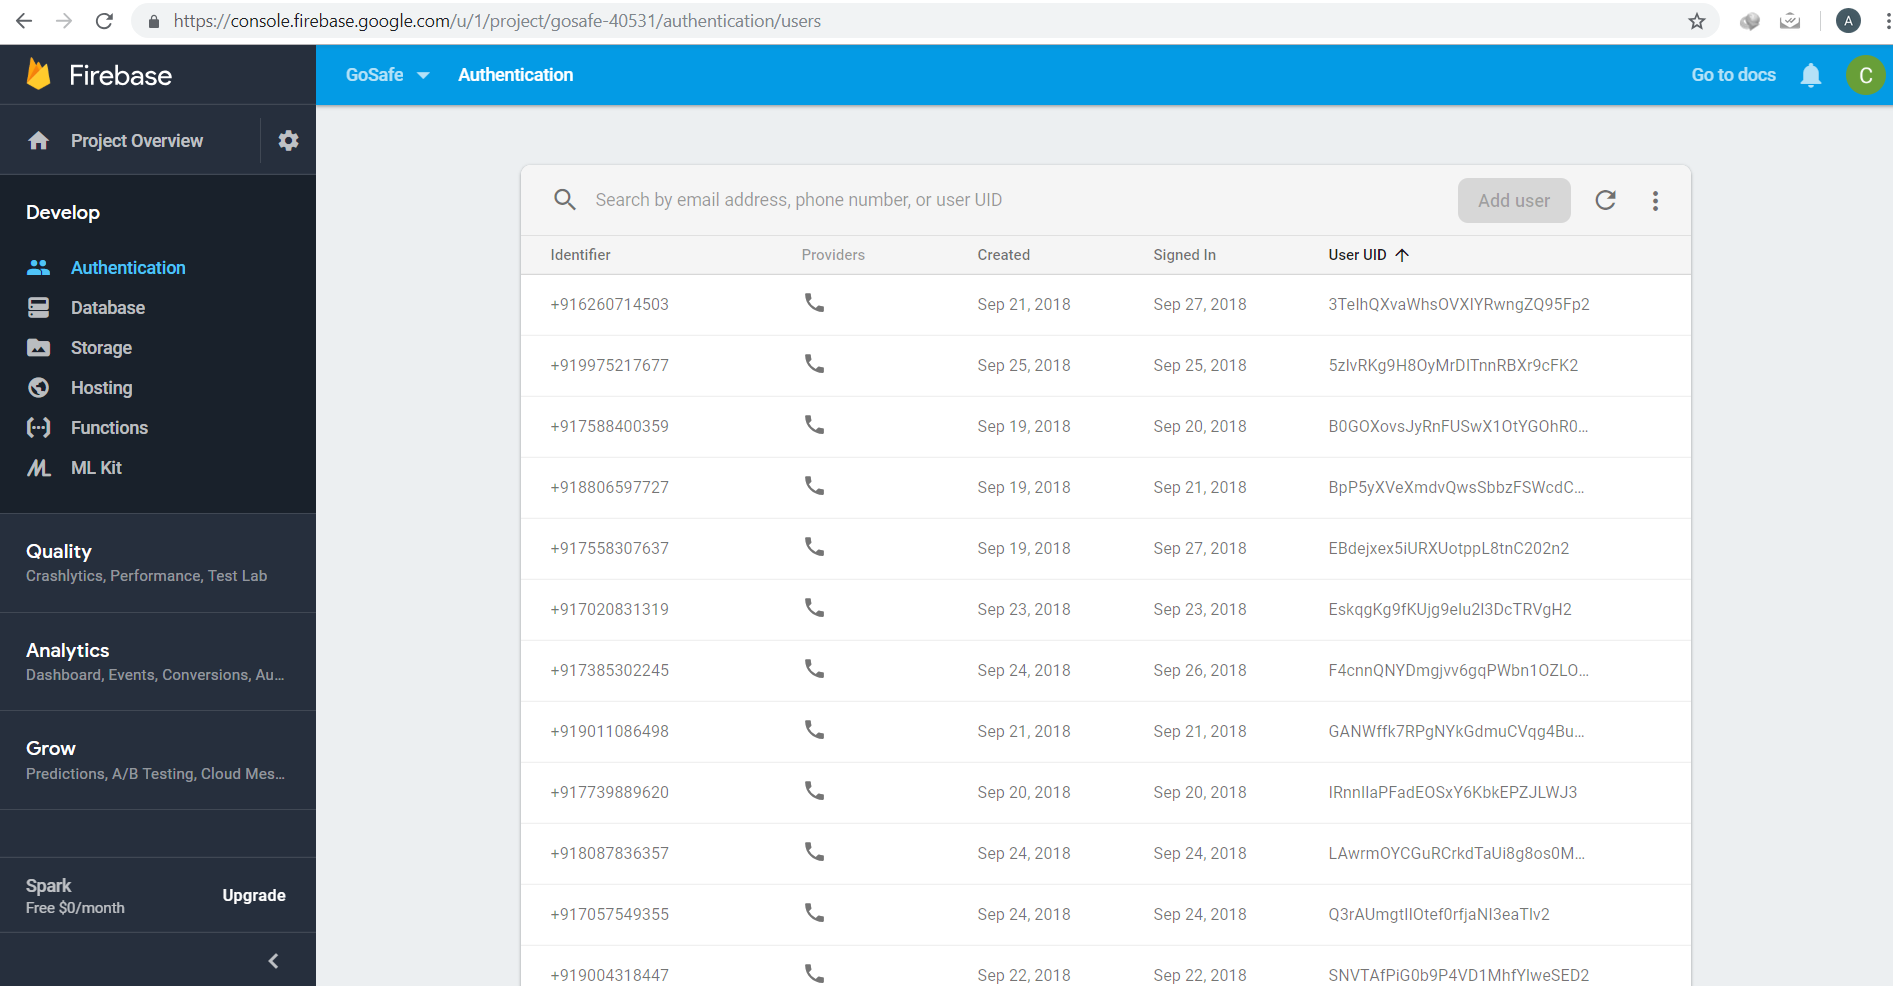 https://console.firebase.google.com/u/1/project/gosafe-40531/authentication/users
A
Firebase
GoSafe Authentication Go to docs C
Project Overview
Develop
Authentication
Database
Storage
Hosting
Functions
ML Kit
Quality
Crashlytics, Performance, Test Lab
Analytics
Dashboard, Events, Conversions, Au...
Grow
Predictions, A/B Testing, Cloud Mes...
Spark
Free $0/month
Upgrade
Search by email address, phone number, or user UID Add user
Identifier Providers Created Signed In User UID
+916260714503 Sep 21, 2018 Sep 27, 2018 3TelhQXvaWhsOVXIYRwngZQ95Fp2
+919975217677 Sep 25, 2018 Sep 25, 2018 5zIvRKg9H8OyMrDITnnRBXr9cFK2
+917588400359 Sep 19, 2018 Sep 20, 2018 B0GOXovsJyRnFUSwX1OtYGOhR0...
+918806597727 Sep 19, 2018 Sep 21, 2018 BpP5yXVeXmdvQwsSbbzFSWcdC...
+917558307637 Sep 19, 2018 Sep 27, 2018 EBdejxex5iURXUotppL8tnC202n2
+917020831319 Sep 23, 2018 Sep 23, 2018 EskqgKg9fKUjg9elu2I3DcTRVgH2
+917385302245 Sep 24, 2018 Sep 26, 2018 F4cnnQNYDmgjvv6gqPWbn1OZLO...
+919011086498 Sep 21, 2018 Sep 21, 2018 GANWffk7RPgNYkGdmuCVqg4Bu...
+917739889620 Sep 20, 2018 Sep 20, 2018 IRnnIlaPFadEOSxY6KbkEPZJLWJ3
+918087836357 Sep 24, 2018 Sep 24, 2018 LAwrmOYCGuRCrkdTaUi8g8os0M...
+917057549355 Sep 24, 2018 Sep 24, 2018 Q3rAUmgtIIOtef0rfjaNI3eaTlv2
+919004318447 Sep 22, 2018 Sep 22, 2018 SNVTAfPiG0b9P4VD1MhfYlweSED2